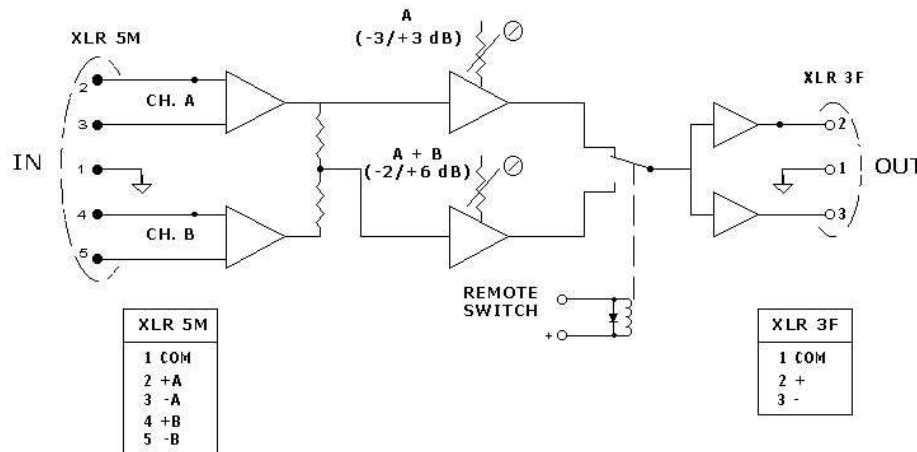 A
(-3/+3 dB)
XLR 5M
XLR 3F
2
CH. A
3
2
IN
1
A + B
(-2/+6 dB)
1
OUT
4
CH. B
3
5
REMOTE
SWITCH
+
XLR 5M
1 COM
2 +A
3 -A
4 +B
5 -B
XLR 3F
1 COM
2 +
3 -